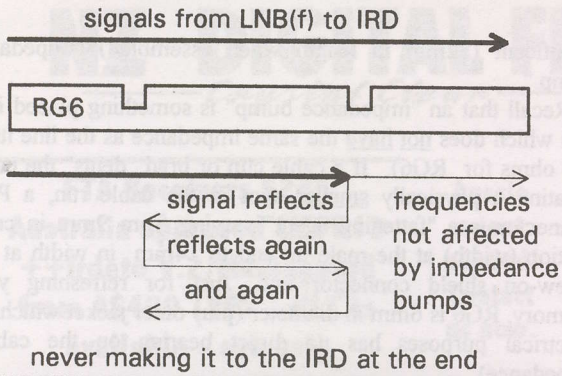 signals from LNB(f) to IRD
RG6
signal reflects
reflects again
and again
frequencies
not affected
by impedance
bumps
never making it to the IRD at the end